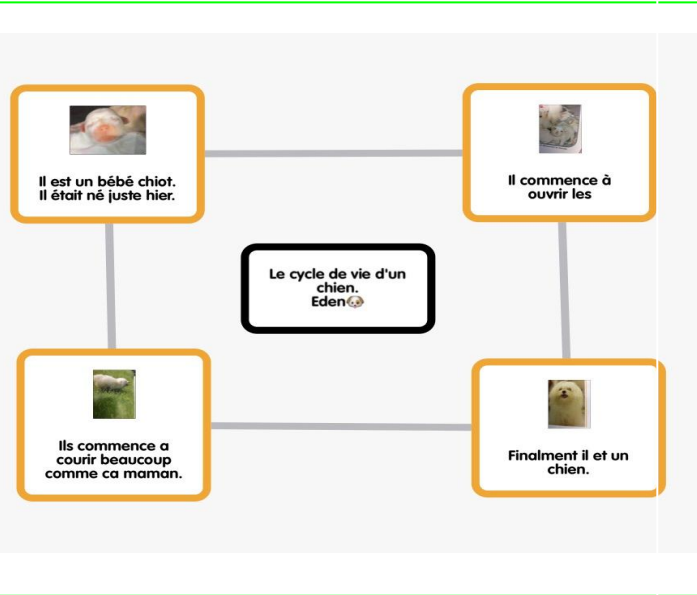 Il est un bébé chiot.
Il était né juste hier.
Il commence à
ouvrir les
Le cycle de vie d'un
chien.
Eden🐶
Ils commence a
courir beaucoup
comme ca maman.
Finalment il et un
chien.